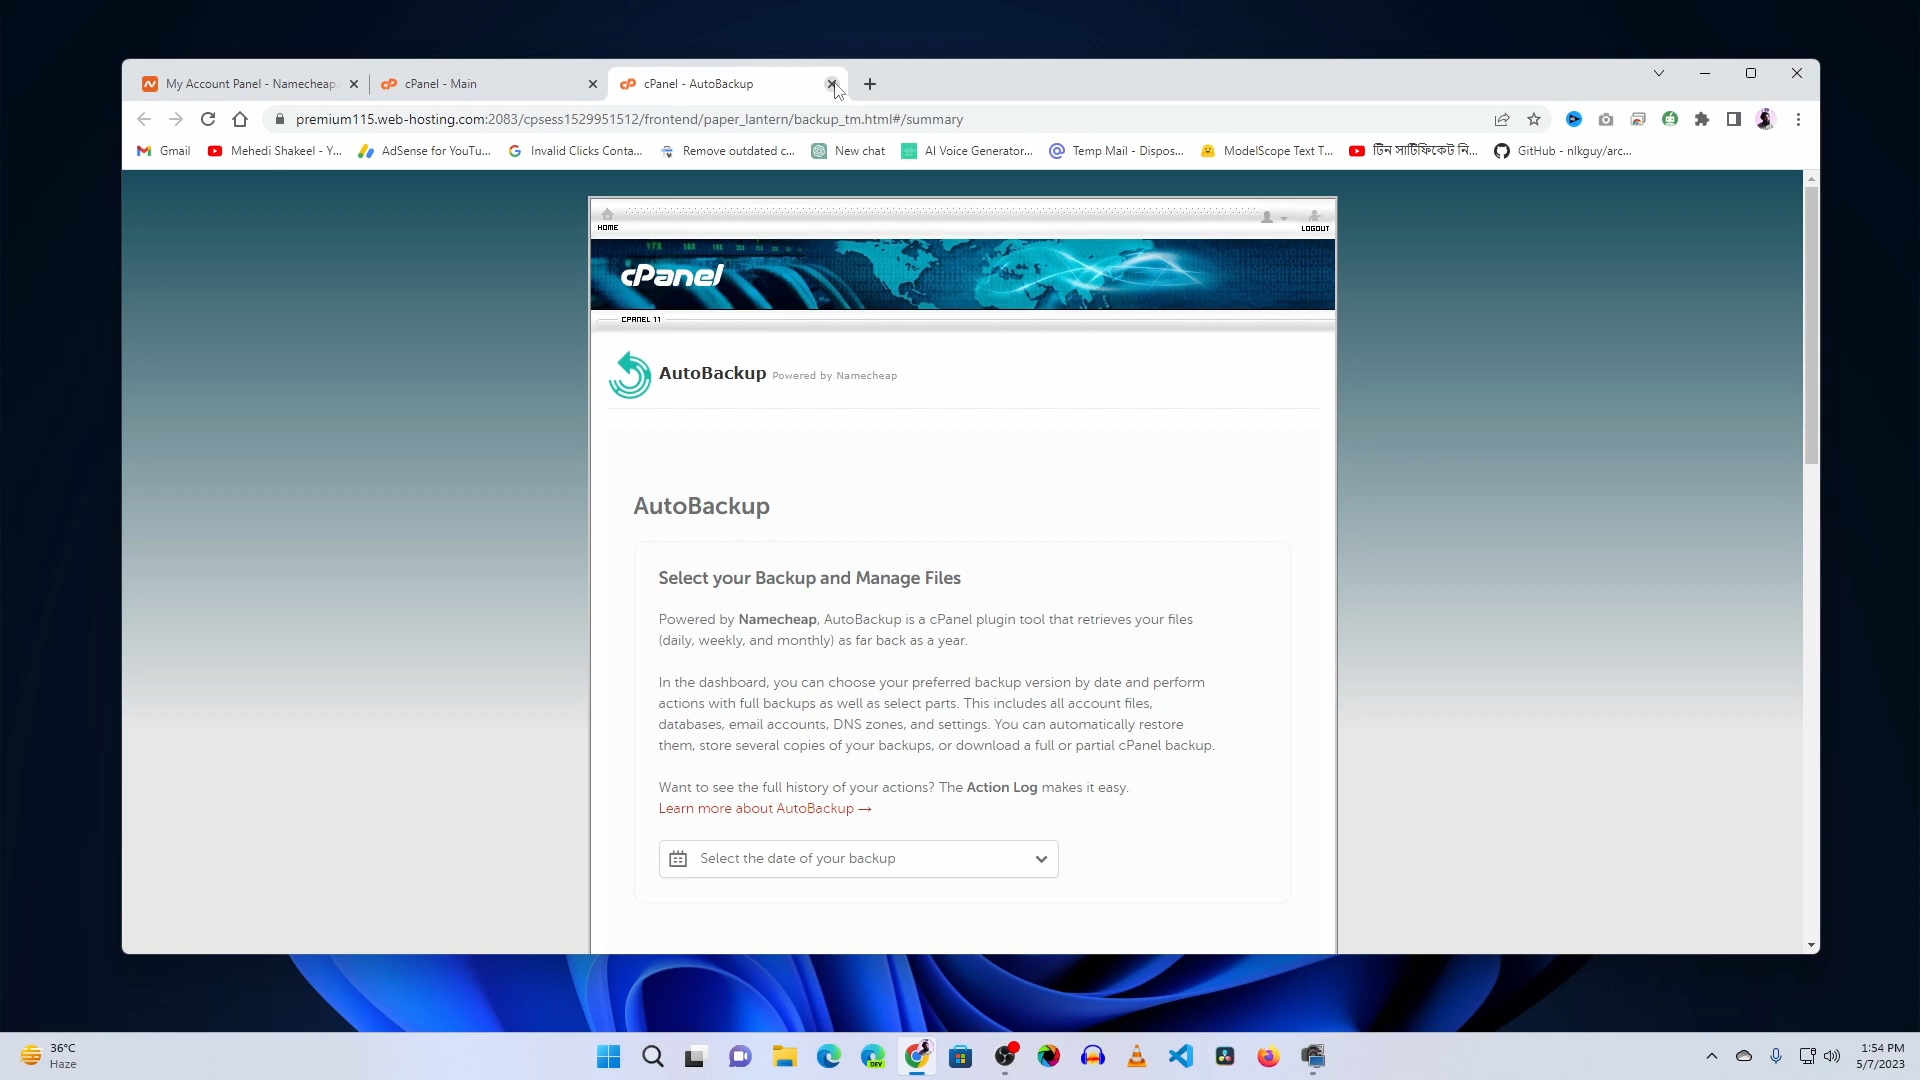 My Account Panel - Namecheap.
cPanel - Main
cPanel - AutoBackup
premium115.web-hosting.com:2083/cpsess1529951512/frontend/paper_lantern/backup_tm.html#/summary
Gmail
Mehedi Shakeel - Y...
AdSense for YouTu...
Invalid Clicks Conta...
Remove outdated c...
New chat
AI Voice Generator...
Temp Mail - Dispos...
ModelScope Text T...
টিন সার্টিফিকেট নি...
GitHub - nlkguy/arc...
HOME
LOGOUT
cPanel
CPANEL 11
AutoBackup Powered by Namecheap
AutoBackup
Select your Backup and Manage Files
Powered by Namecheap, AutoBackup is a cPanel plugin tool that retrieves your files
(daily, weekly, and monthly) as far back as a year.
In the dashboard, you can choose your preferred backup version by date and perform
actions with full backups as well as select parts. This includes all account files,
databases, email accounts, DNS zones, and settings. You can automatically restore
them, store several copies of your backups, or download a full or partial cPanel backup.
Want to see the full history of your actions? The Action Log makes it easy.
Learn more about AutoBackup →
Select the date of your backup
36°C
Haze
DEV
1:54 PM
5/7/2023